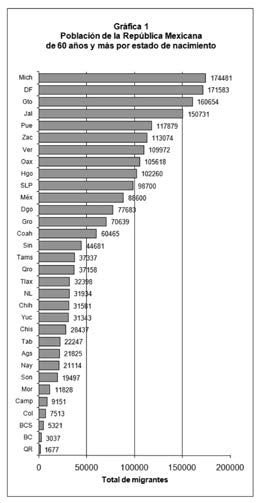 Gráfica 1
Población de la República Mexicana
de 60 años y más por estado de nacimiento
Mich 174481
DF 171583
Gto 160654
Jal 150731
Pue 117879
Zac 113074
Ver 109972
Oax 105618
Hgo 102260
SLP 98700
Méx 88600
Dgo 77683
Gro 70639
Coah 60465
Sin 44681
Tams 37337
Qro 37158
Tlax 32398
NL 31934
Chih 31581
Yuc 31343
Chis 28437
Tab 22247
Ags 21825
Nay 21114
Son 19497
Mor 11828
Camp 9151
Col 7513
BCS 5321
BC 3037
QR 1677
0 50000 100000 150000 200000
Total de migrantes